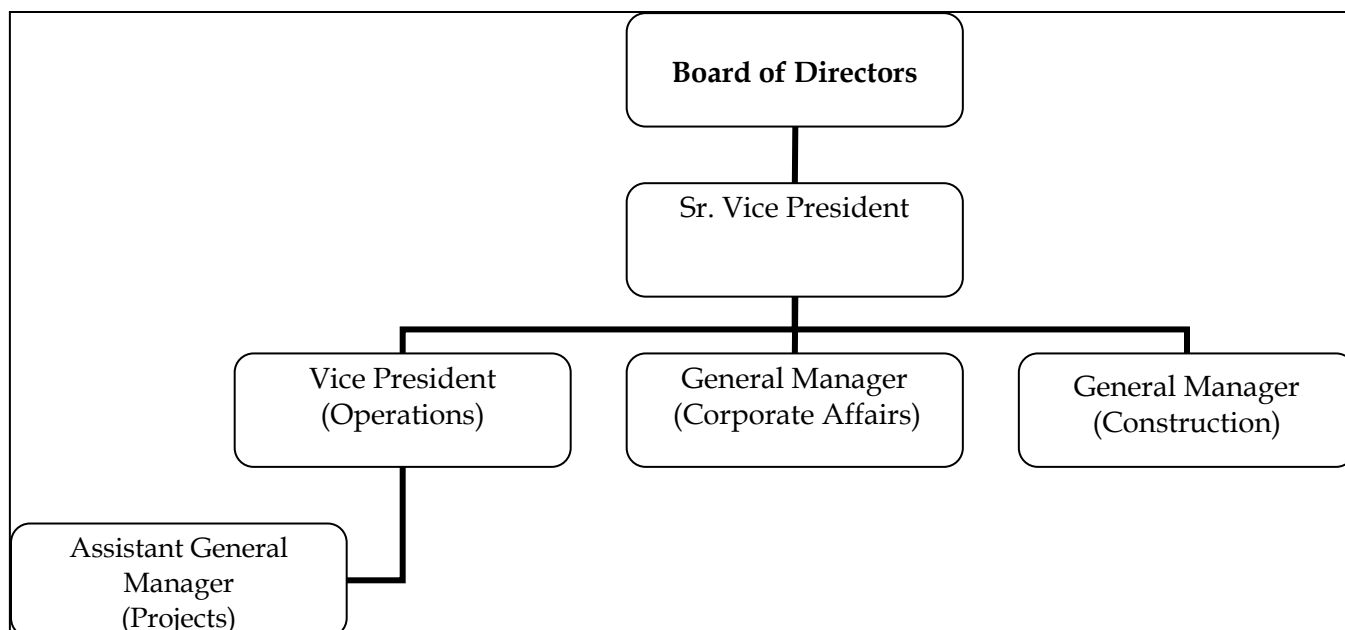 Board of Directors
Sr. Vice President
Vice President
(Operations)
General Manager
(Corporate Affairs)
General Manager
(Construction)
Assistant General
Manager
(Projects)